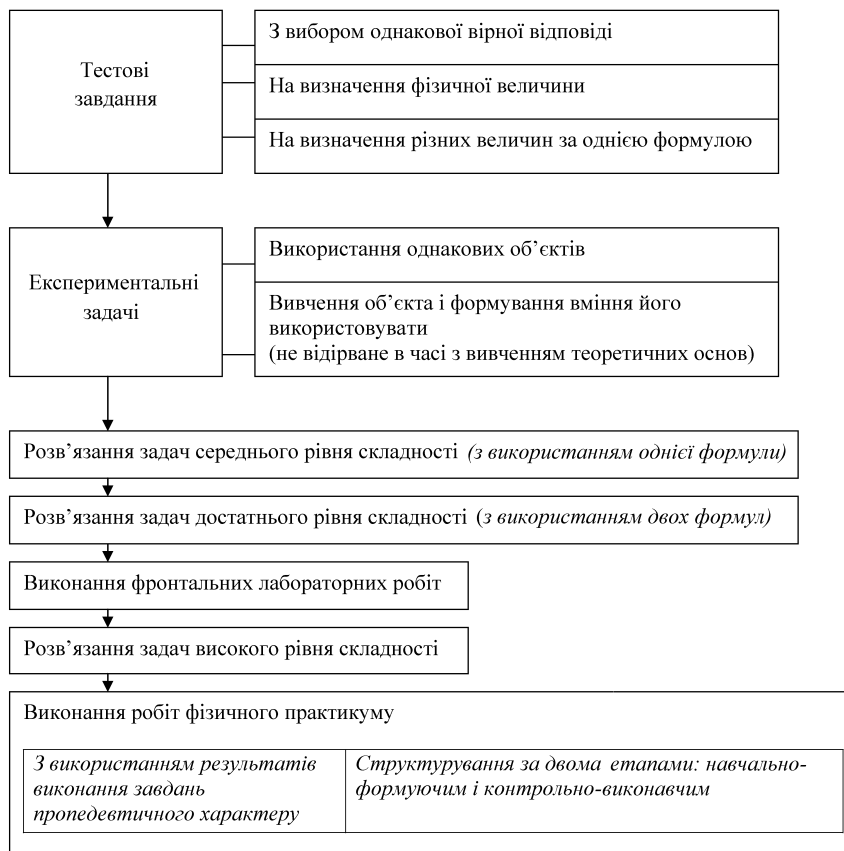 Тестові
завдання
З вибором однакової вірної відповіді
На визначення фізичної величини
На визначення різних величин за однією формулою
Експериментальні
задачі
Використання однакових об’єктів
Вивчення об’єкта і формування вміння його
використовувати
(не відірване в часі з вивченням теоретичних основ)
Розв’язання задач середнього рівня складності (з використанням однієї формули)
Розв’язання задач достатнього рівня складності (з використанням двох формул)
Виконання фронтальних лабораторних робіт
Розв’язання задач високого рівня складності
Виконання робіт фізичного практикуму
З використанням результатів
виконання завдань
пропедевтичного характеру
Структурування за двома етапами: навчально-
формуючим і контрольно-виконавчим